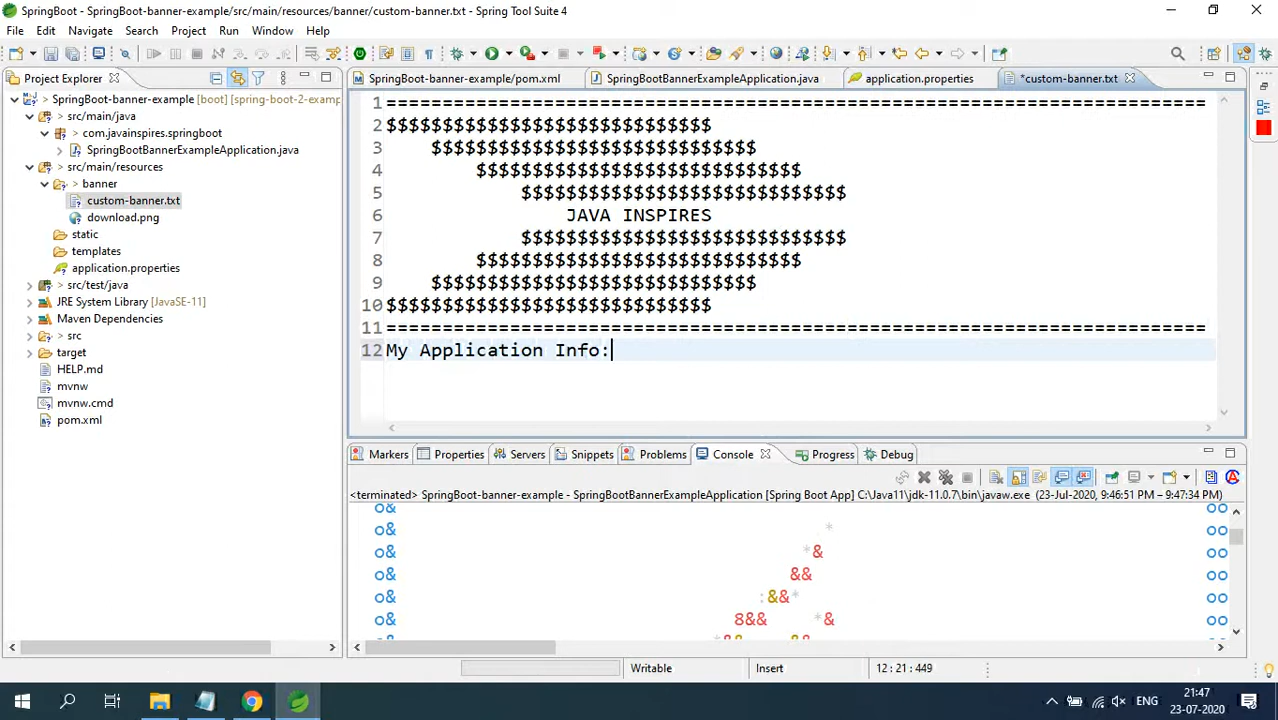 SpringBoot - SpringBoot-banner-example/src/main/resources/banner/custom-banner.txt - Spring Tool Suite 4
File Edit Navigate Search Project Run Window Help
Project Explorer
SpringBoot-banner-example/pom.xml SpringBootBannerExampleApplication.java application.properties *custom-banner.txt
> SpringBoot-banner-example [boot] [spring-boot-2-examp
src/main/java
> com.javainspires.springboot
> SpringBootBannerExampleApplication.java
> src/main/resources
> banner
custom-banner.txt
download.png
static
templates
application.properties
> src/test/java
JRE System Library [JavaSE-11]
Maven Dependencies
> src
target
HELP.md
mvnw
mvnw.cmd
pom.xml
1 =========================================================================
2 $$$$$$$$$$$$$$$$$$$$$$$$$$$$$
3 $$$$$$$$$$$$$$$$$$$$$$$$$$$$$
4 $$$$$$$$$$$$$$$$$$$$$$$$$$$$$
5 $$$$$$$$$$$$$$$$$$$$$$$$$$$$$
6 JAVA INSPIRES
7 $$$$$$$$$$$$$$$$$$$$$$$$$$$$$
8 $$$$$$$$$$$$$$$$$$$$$$$$$$$$$
9 $$$$$$$$$$$$$$$$$$$$$$$$$$$$$
10 $$$$$$$$$$$$$$$$$$$$$$$$$$$$$
11 =========================================================================
12 My Application Info:
Markers Properties Servers Snippets Problems Console Progress Debug
<terminated> SpringBoot-banner-example - SpringBootBannerExampleApplication [Spring Boot App] C:\Java11\jdk-11.0.7\bin\javaw.exe (23-Jul-2020, 9:46:51 PM – 9:47:34 PM)
o& oo
o& * oo
o& *& oo
o& && oo
o& :&&* oo
o& 8&& *& oo
Writable Insert 12 : 21 : 449
ENG 21:47
23-07-2020